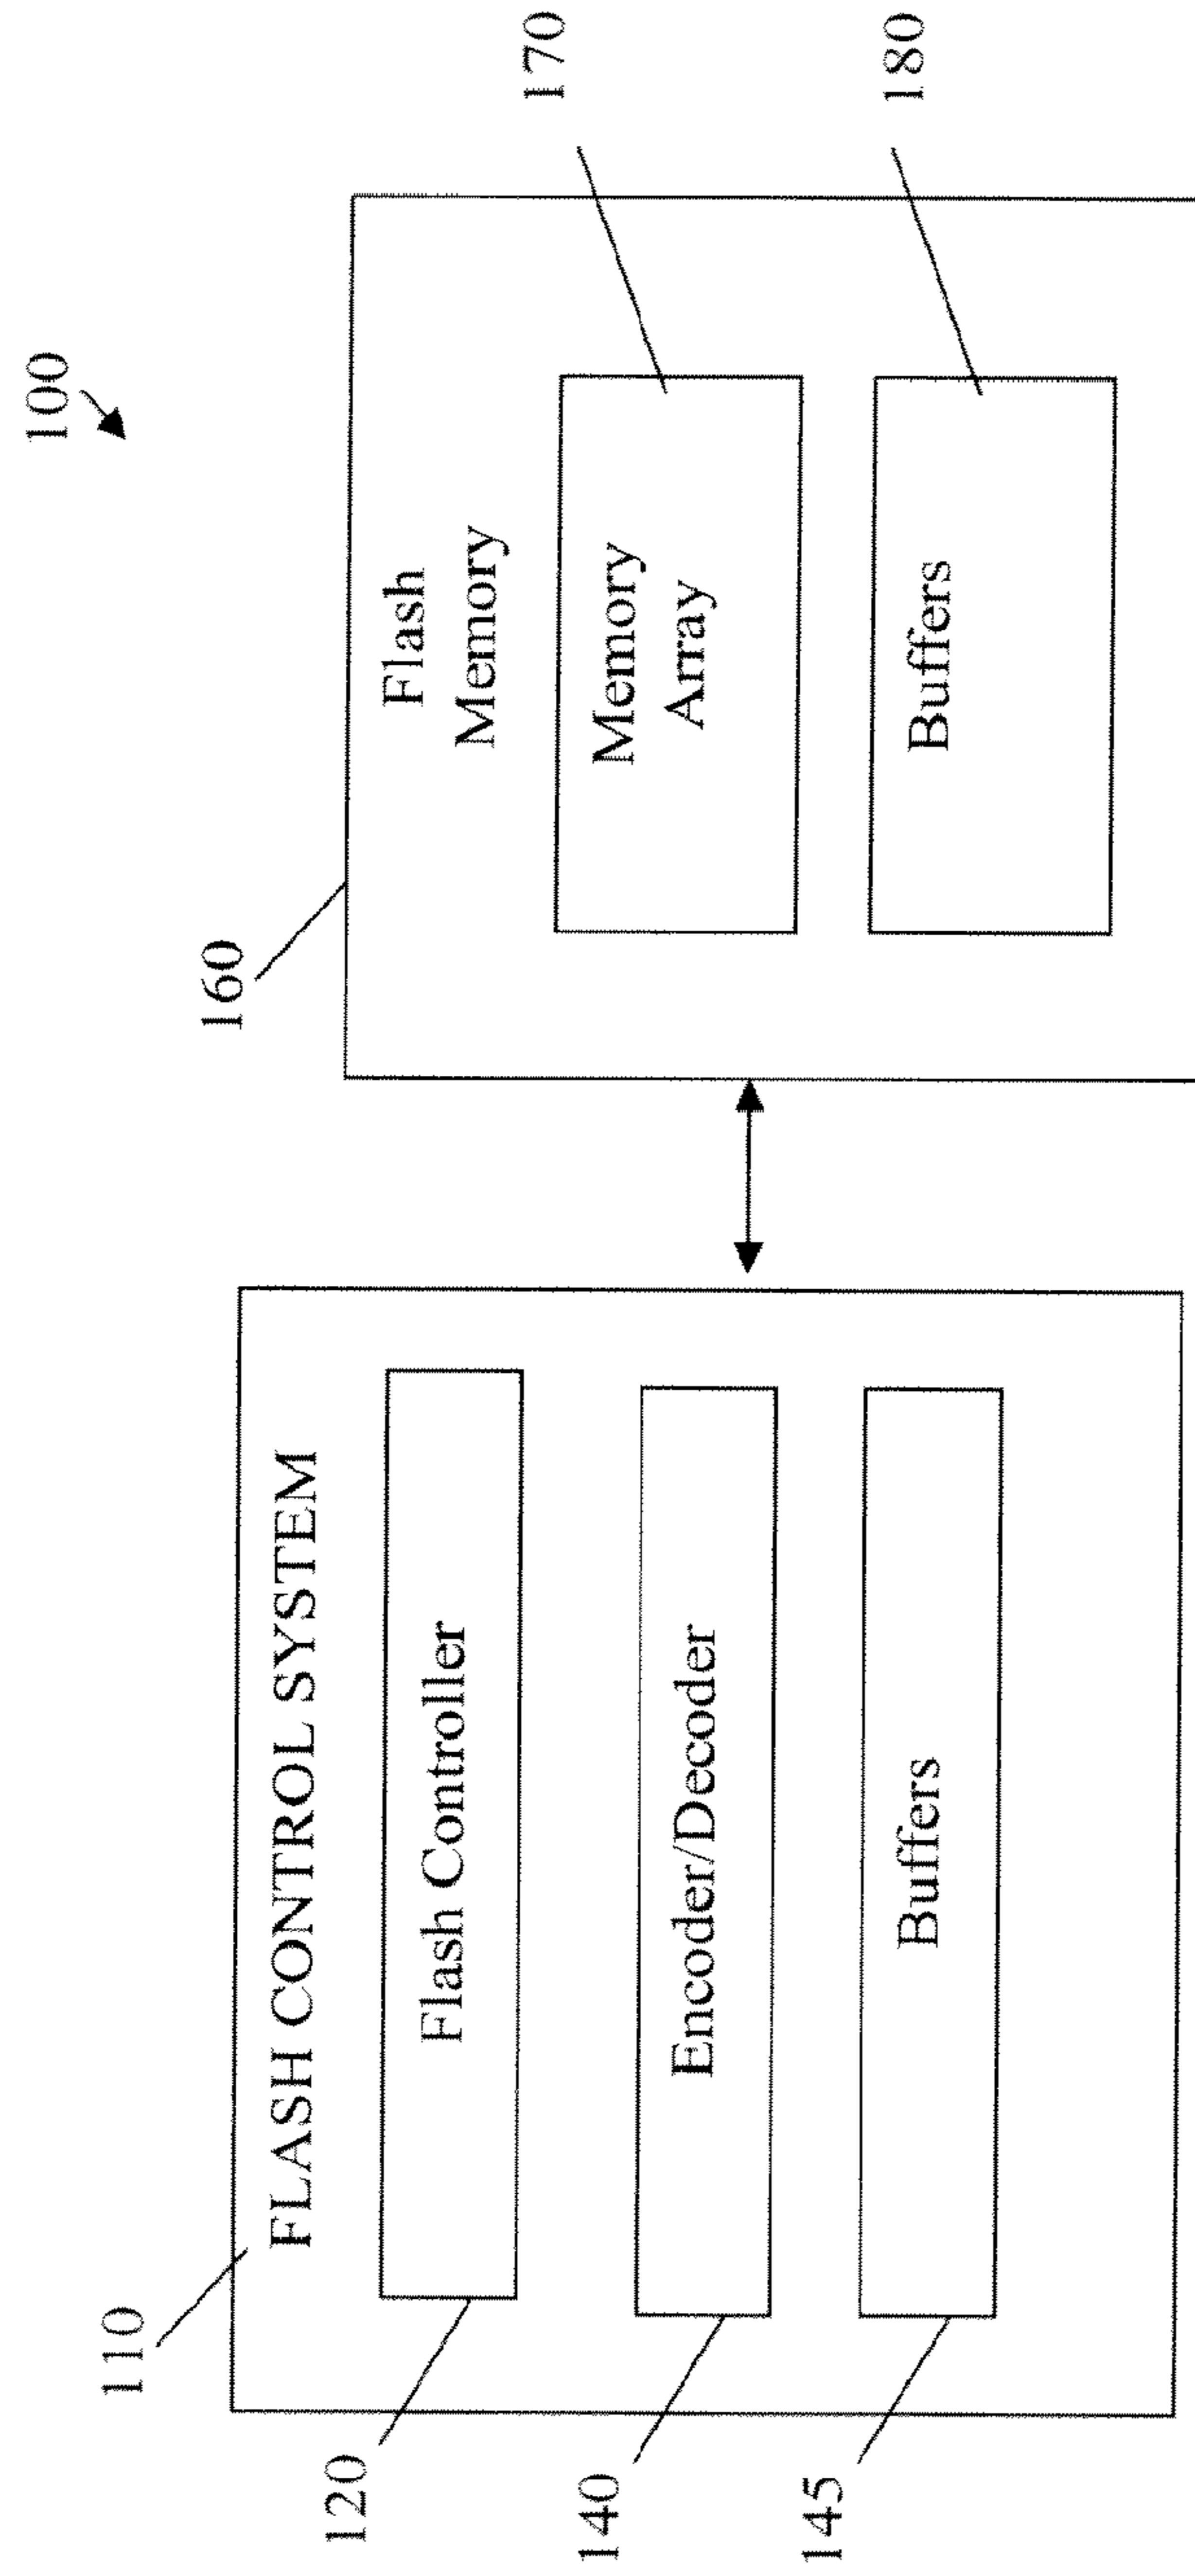 100
110
FLASH CONTROL SYSTEM
120
Flash Controller
140
Encoder/Decoder
145
Buffers
160
Flash
Memory
170
Memory
Array
180
Buffers